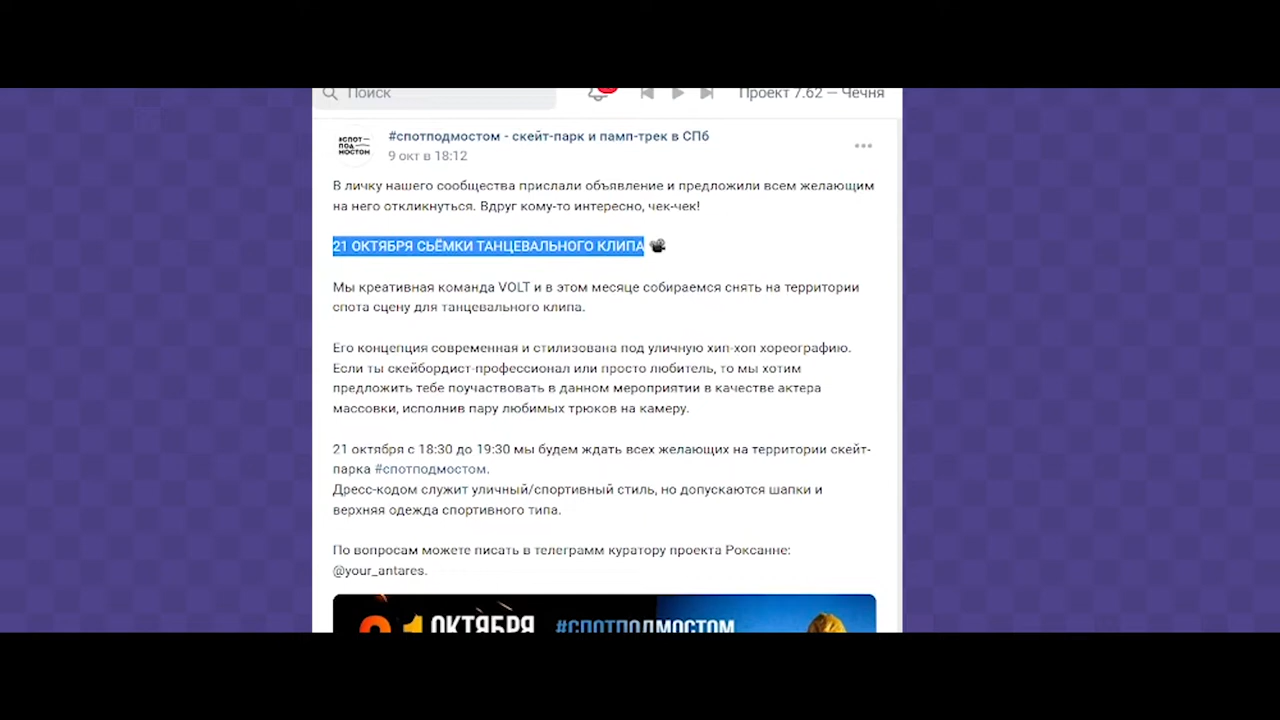 Поиск
Проект 7.62 — Чечня
#СПОТ—
ПОД
МОСТОМ
#спотподмостом - скейт-парк и памп-трек в СПб
9 окт в 18:12
В личку нашего сообщества прислали объявление и предложили всем желающим
на него откликнуться. Вдруг кому-то интересно, чек-чек!
21 ОКТЯБРЯ СЬЁМКИ ТАНЦЕВАЛЬНОГО КЛИПА
Мы креативная команда VOLT и в этом месяце собираемся снять на территории
спота сцену для танцевального клипа.
Его концепция современная и стилизована под уличную хип-хоп хореографию.
Если ты скейбордист-профессионал или просто любитель, то мы хотим
предложить тебе поучаствовать в данном мероприятии в качестве актера
массовки, исполнив пару любимых трюков на камеру.
21 октября с 18:30 до 19:30 мы будем ждать всех желающих на территории скейт-
парка #спотподмостом.
Дресс-кодом служит уличный/спортивный стиль, но допускаются шапки и
верхняя одежда спортивного типа.
По вопросам можете писать в телеграмм куратору проекта Роксанне:
@your_antares.
21 ОКТЯБРЯ #СПОТПОДМОСТОМ